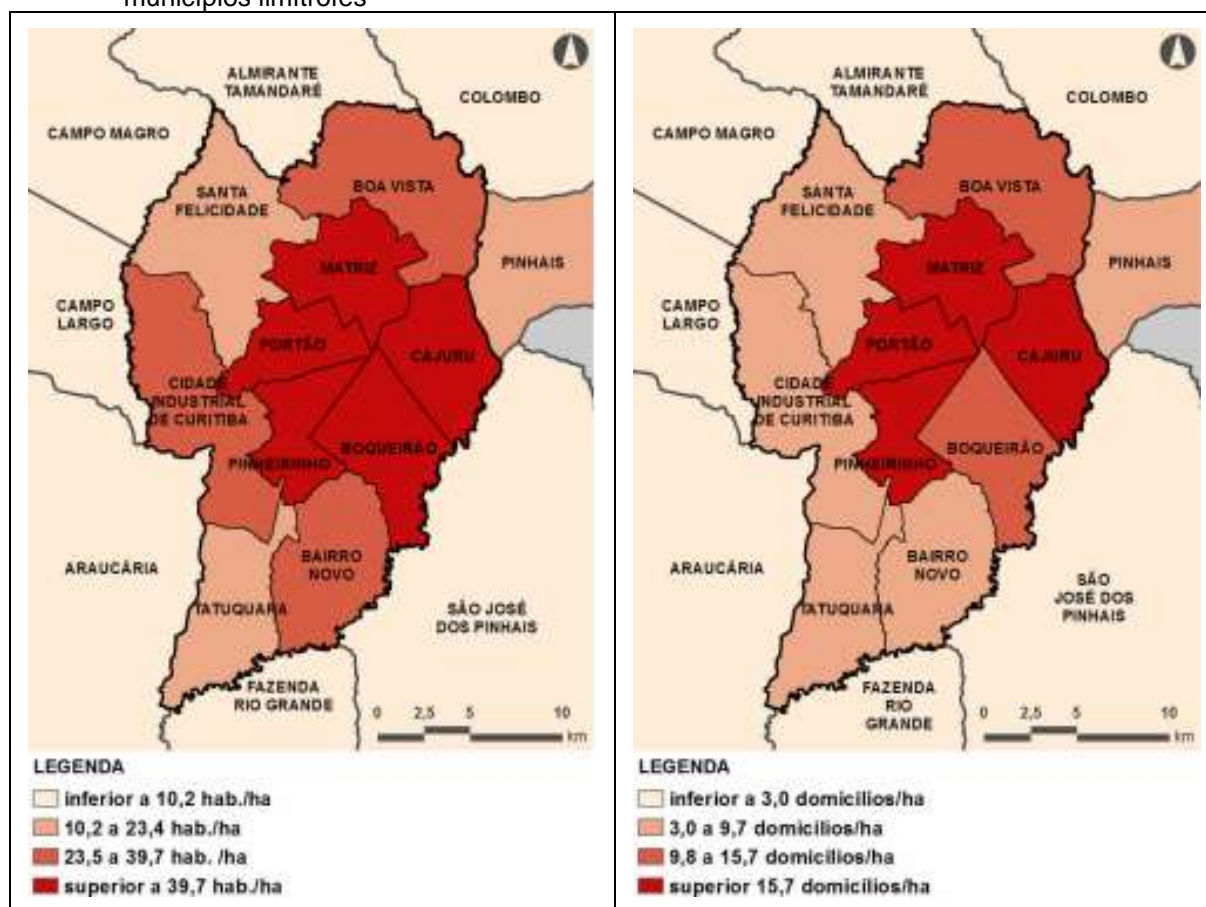 municípios limítrofes
ALMIRANTE
TAMANDARÉ
COLOMBO
CAMPO MAGRO
SANTA
FELICIDADE
BOA VISTA
MATRIZ
PINHAIS
CAMPO
LARGO
PORTÃO
CAJURU
CIDADE
INDUSTRIAL
DE CURITIBA
BOQUEIRÃO
PINHEIRINHO
ARAUCÁRIA
BAIRRO
NOVO
TATUQUARA
SÃO JOSÉ
DOS PINHAIS
FAZENDA
RIO GRANDE
0 2,5 5 10
km
LEGENDA
inferior a 10,2 hab./ha
10,2 a 23,4 hab./ha
23,5 a 39,7 hab. /ha
superior a 39,7 hab./ha
ALMIRANTE
TAMANDARÉ
COLOMBO
CAMPO MAGRO
SANTA
FELICIDADE
BOA VISTA
MATRIZ
PINHAIS
CAMPO
LARGO
PORTÃO
CAJURU
CIDADE
INDUSTRIAL
DE CURITIBA
BOQUEIRÃO
PINHEIRINHO
ARAUCÁRIA
BAIRRO
NOVO
TATUQUARA
SÃO
JOSÉ DOS
PINHAIS
FAZENDA
RIO
GRANDE
0 2,5 5 10
km
LEGENDA
inferior a 3,0 domicílios/ha
3,0 a 9,7 domicílios/ha
9,8 a 15,7 domicílios/ha
superior 15,7 domicílios/ha